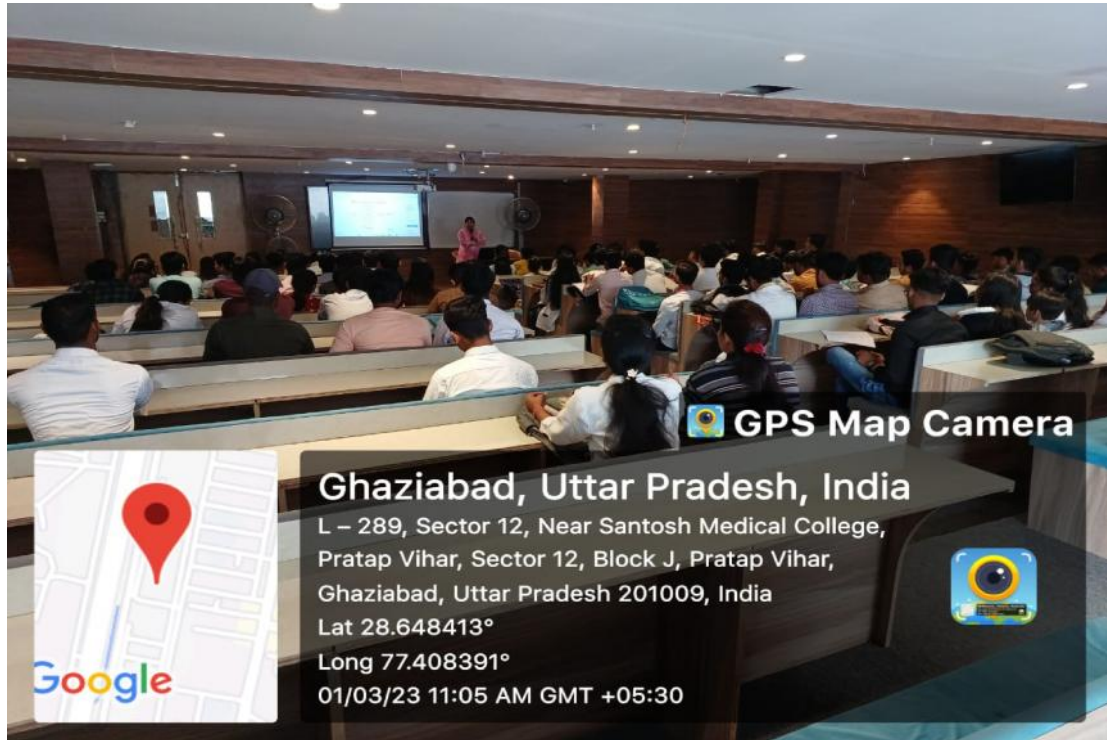 GPS Map Camera
Ghaziabad, Uttar Pradesh, India
L – 289, Sector 12, Near Santosh Medical College,
Pratap Vihar, Sector 12, Block J, Pratap Vihar,
Ghaziabad, Uttar Pradesh 201009, India
Lat 28.648413°
Long 77.408391°
01/03/23 11:05 AM GMT +05:30
Google